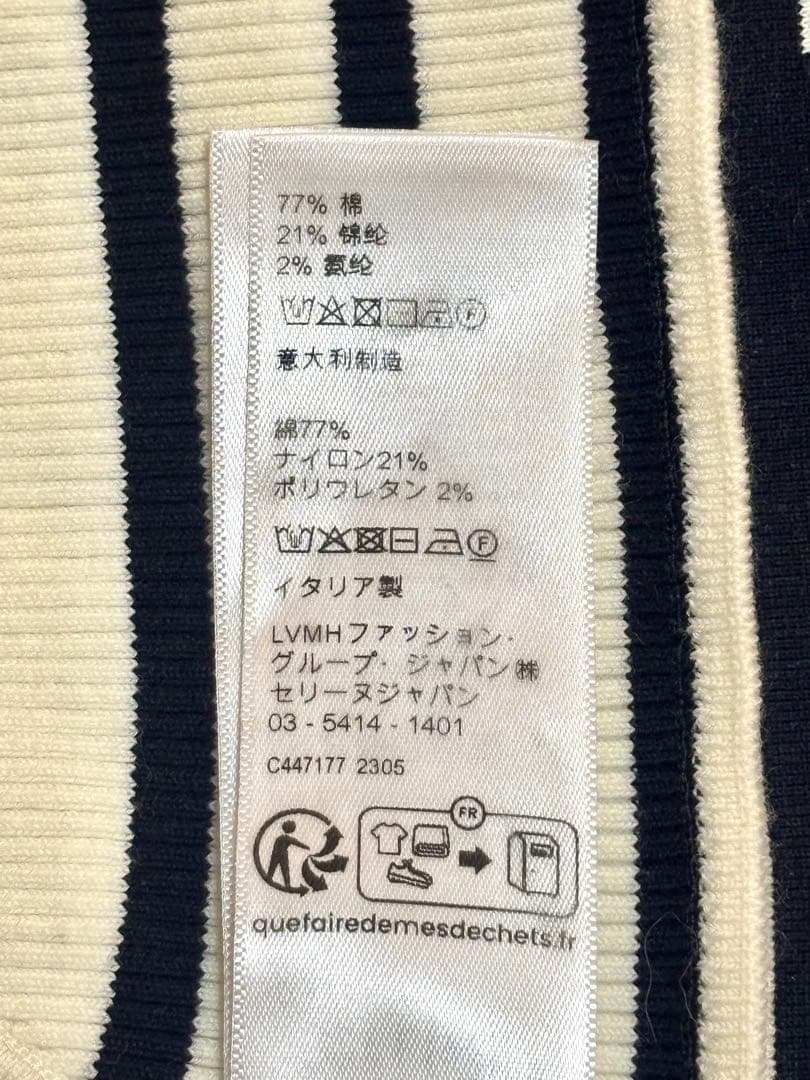 77% 棉
21% 锦纶
2% 氨纶
意大利制造
綿77%
ナイロン21%
ポリウレタン 2%
F
イタリア製
LVMHファッション·
グループ· ジャパン㈱
セリーヌジャパン
03 - 5414 - 1401
C447177 2305
FR
quefairedemesdechets.fr